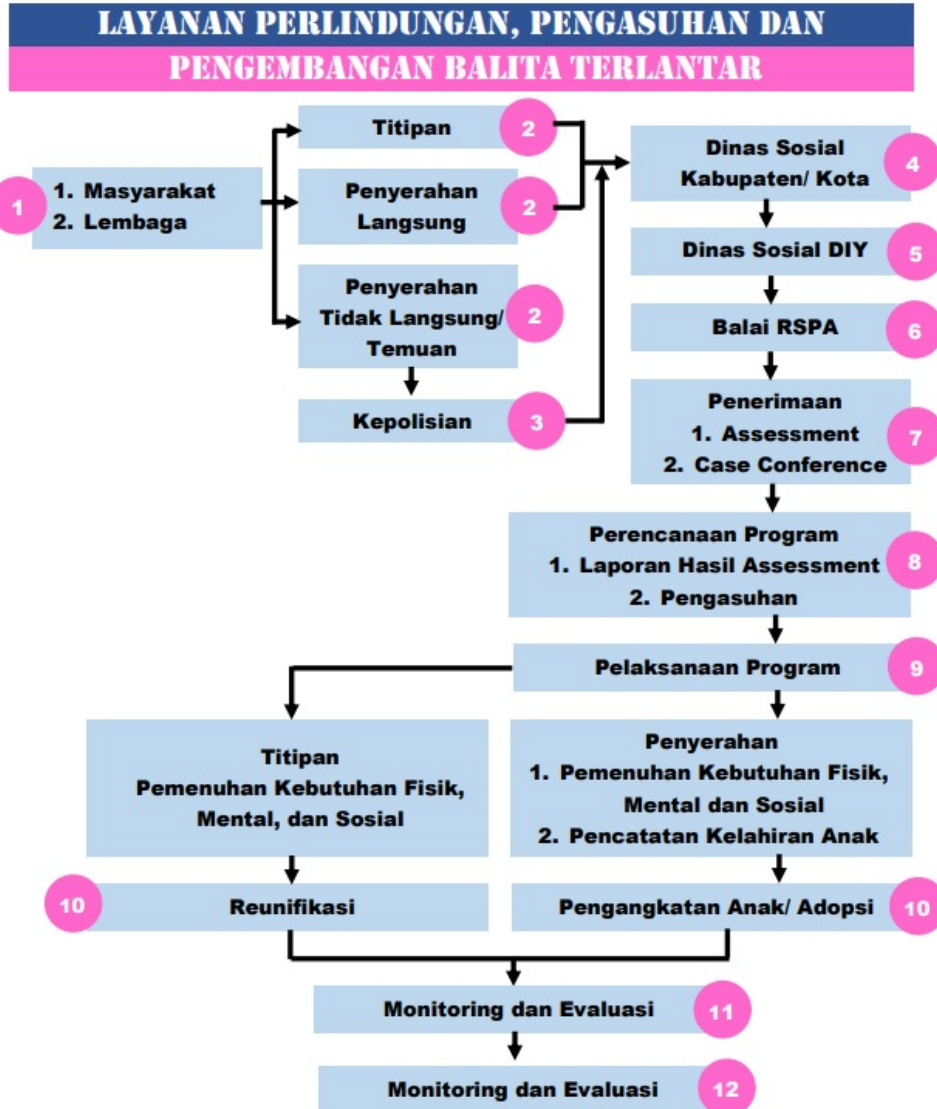 LAYANAN PERLINDUNGAN, PENGASUHAN DAN
PENGEMBANGAN BALITA TERLANTAR
1
1. Masyarakat
2. Lembaga
Titipan
2
Penyerahan
Langsung
2
Penyerahan
Tidak Langsung/
Temuan
2
Kepolisian
3
Dinas Sosial
Kabupaten/ Kota
4
Dinas Sosial DIY
5
Balai RSPA
6
Penerimaan
1. Assessment
2. Case Conference
7
Perencanaan Program
1. Laporan Hasil Assessment
2. Pengasuhan
8
Pelaksanaan Program
9
Titipan
Pemenuhan Kebutuhan Fisik,
Mental, dan Sosial
Penyerahan
1. Pemenuhan Kebutuhan Fisik,
Mental dan Sosial
2. Pencatatan Kelahiran Anak
10
Reunifikasi
Pengangkatan Anak/ Adopsi
10
Monitoring dan Evaluasi
11
Monitoring dan Evaluasi
12